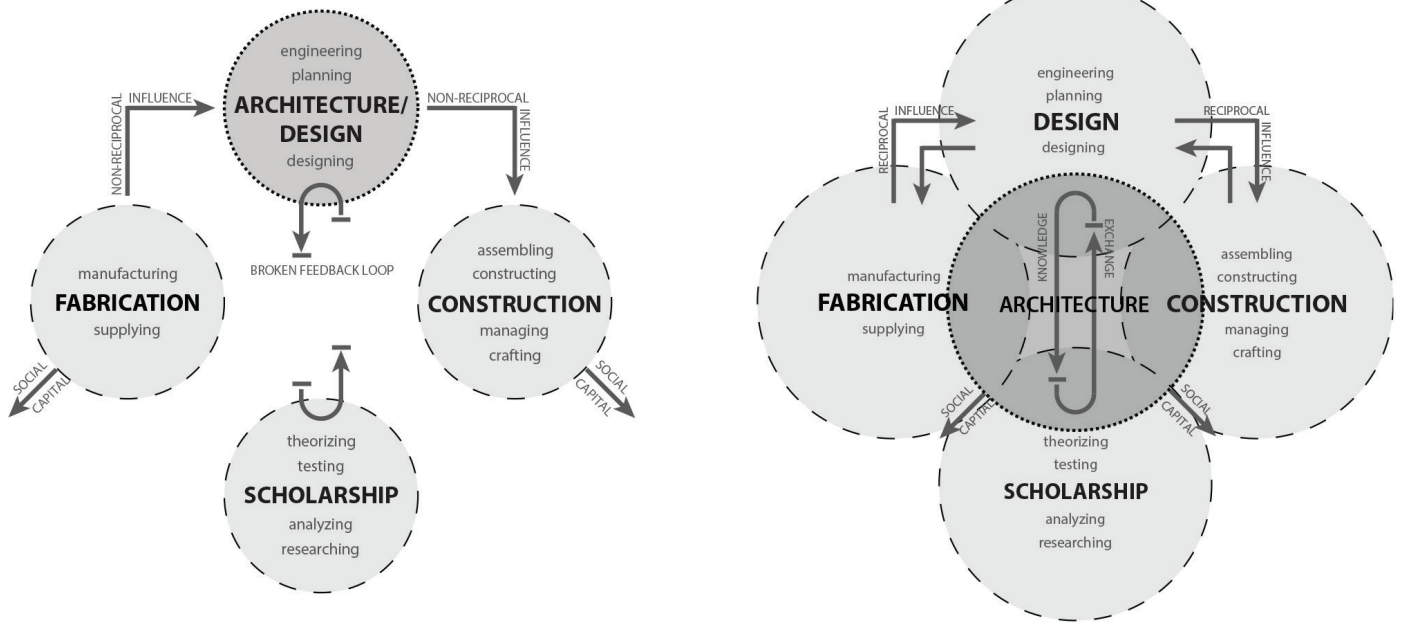 engineering
planning
ARCHITECTURE/
DESIGN
designing
NON-RECIPROCAL
INFLUENCE
NON-RECIPROCAL
INFLUENCE
BROKEN FEEDBACK LOOP
manufacturing
FABRICATION
supplying
SOCIAL
CAPITAL
assembling
constructing
CONSTRUCTION
managing
crafting
SOCIAL
CAPITAL
theorizing
testing
SCHOLARSHIP
analyzing
researching
engineering
planning
DESIGN
designing
RECIPROCAL
INFLUENCE
RECIPROCAL
INFLUENCE
KNOWLEDGE
EXCHANGE
manufacturing
FABRICATION
supplying
ARCHITECTURE
assembling
constructing
CONSTRUCTION
managing
crafting
SOCIAL
CAPTIAL
SOCIAL
CAPITAL
theorizing
testing
SCHOLARSHIP
analyzing
researching